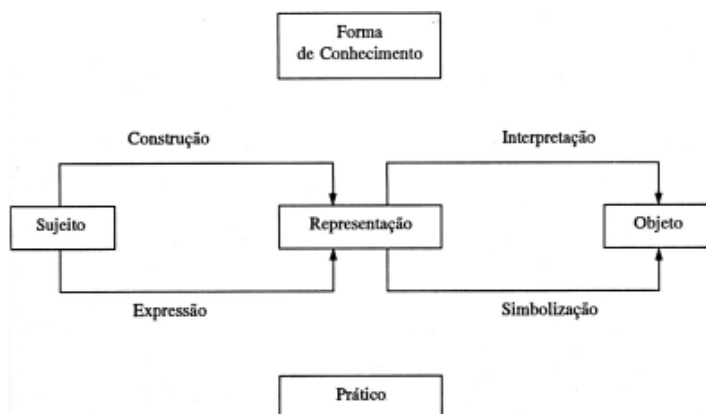 Forma
de Conhecimento
Construção
Interpretação
Sujeito
Representação
Objeto
Expressão
Simbolização
Prático